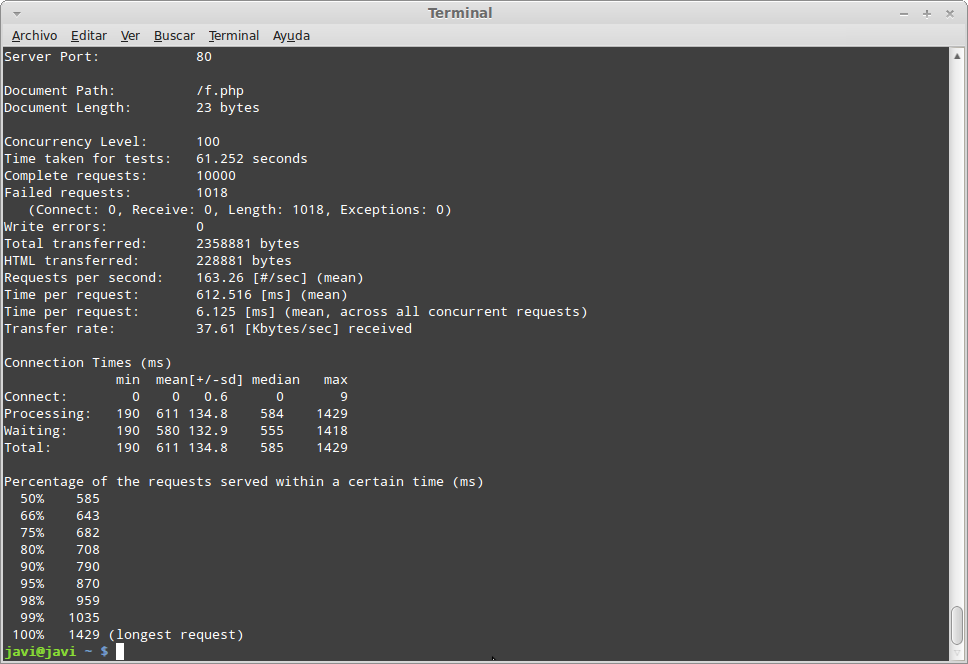 Terminal
Archivo Editar Ver Buscar Terminal Ayuda
Server Port:            80
Document Path:          /f.php
Document Length:        23 bytes
Concurrency Level:      100
Time taken for tests:   61.252 seconds
Complete requests:      10000
Failed requests:        1018
   (Connect: 0, Receive: 0, Length: 1018, Exceptions: 0)
Write errors:           0
Total transferred:      2358881 bytes
HTML transferred:       228881 bytes
Requests per second:    163.26 [#/sec] (mean)
Time per request:       612.516 [ms] (mean)
Time per request:       6.125 [ms] (mean, across all concurrent requests)
Transfer rate:          37.61 [Kbytes/sec] received
Connection Times (ms)
              min  mean[+/-sd] median   max
Connect:        0    0   0.6      0       9
Processing:   190  611 134.8    584    1429
Waiting:      190  580 132.9    555    1418
Total:        190  611 134.8    585    1429
Percentage of the requests served within a certain time (ms)
  50%    585
  66%    643
  75%    682
  80%    708
  90%    790
  95%    870
  98%    959
  99%   1035
 100%   1429 (longest request)
javi@javi ~ $